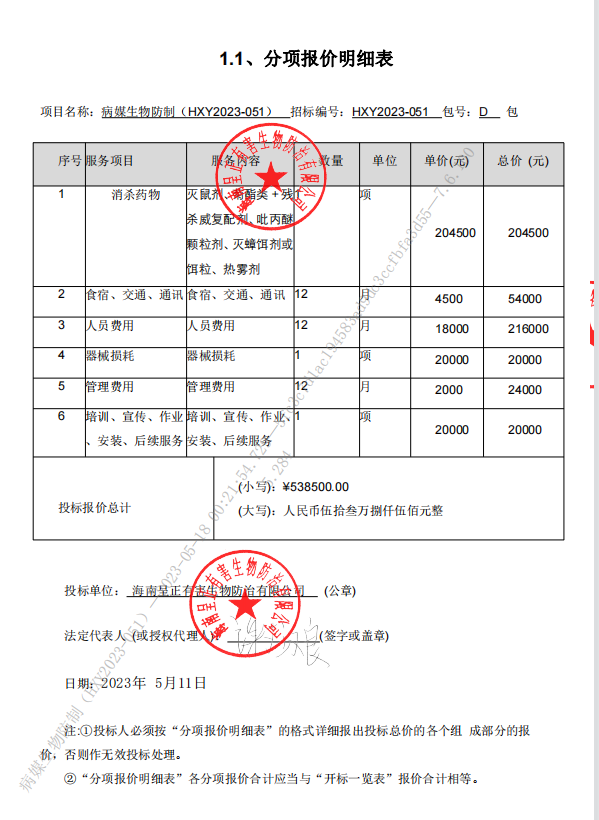 1.1、分项报价明细表
项目名称：病媒生物防制（HXY2023-051） 招标编号：HXY2023-051 包号：D 包
序号 服务项目 服务内容 数量 单位 单价(元) 总价 (元)
1 消杀药物 灭鼠剂、菊酯类＋残 1 项 204500 204500
杀威复配剂、吡丙醚
颗粒剂、灭蟑饵剂或
饵粒、热雾剂
2 食宿、交通、通讯 食宿、交通、通讯 12 月 4500 54000
3 人员费用 人员费用 12 月 18000 216000
4 器械损耗 器械损耗 1 项 20000 20000
5 管理费用 管理费用 12 月 2000 24000
6 培训、宣传、作业 培训、宣传、作业、 1 项 20000 20000
、安装、后续服务 安装、后续服务
投标报价总计
(小写)：¥538500.00
(大写)：人民币伍拾叁万捌仟伍佰元整
投标单位：海南呈正有害生物防治有限公司 (公章)
法定代表人 (或授权代理人)： (签字或盖章)
日期：2023年 5月11日
注:①投标人必须按“分项报价明细表”的格式详细报出投标总价的各个组 成部分的报
价，否则作无效投标处理。
②“分项报价明细表”各分项报价合计应当与“开标一览表”报价合计相等。